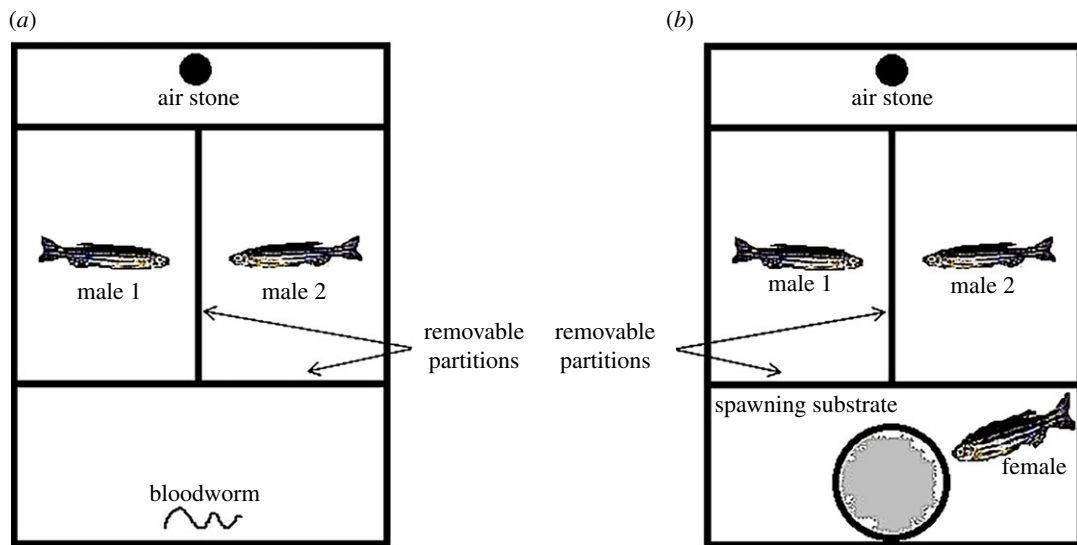 (a)
air stone
male 1
male 2
removable
partitions
bloodworm
(b)
air stone
male 1
male 2
removable
partitions
spawning substrate
female